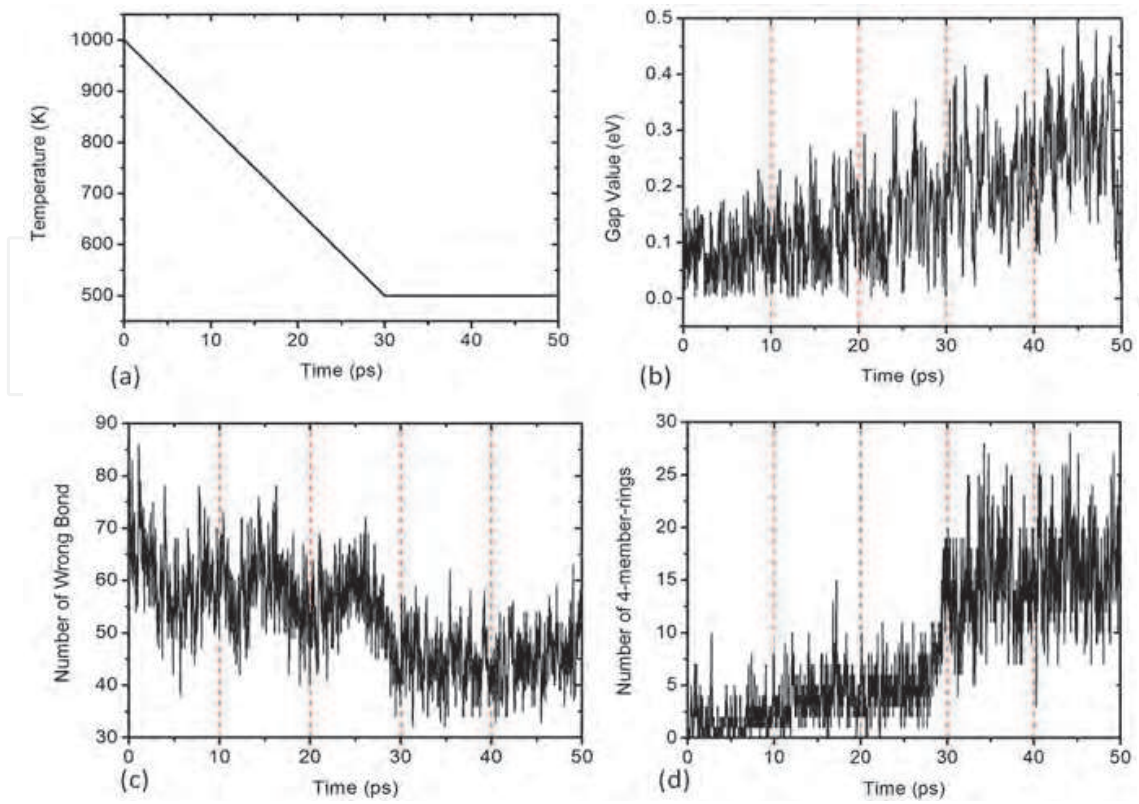 1000
900
800
700
600
500
Temperature (K)
0 10 20 30 40 50
Time (ps)
(a)
0.5
0.4
0.3
0.2
0.1
0.0
Gap Value (eV)
0 10 20 30 40 50
Time (ps)
(b)
90
80
70
60
50
40
30
Number of Wrong Bond
0 10 20 30 40 50
Time (ps)
(c)
30
25
20
15
10
5
0
Number of 4-member-rings
0 10 20 30 40 50
Time (ps)
(d)